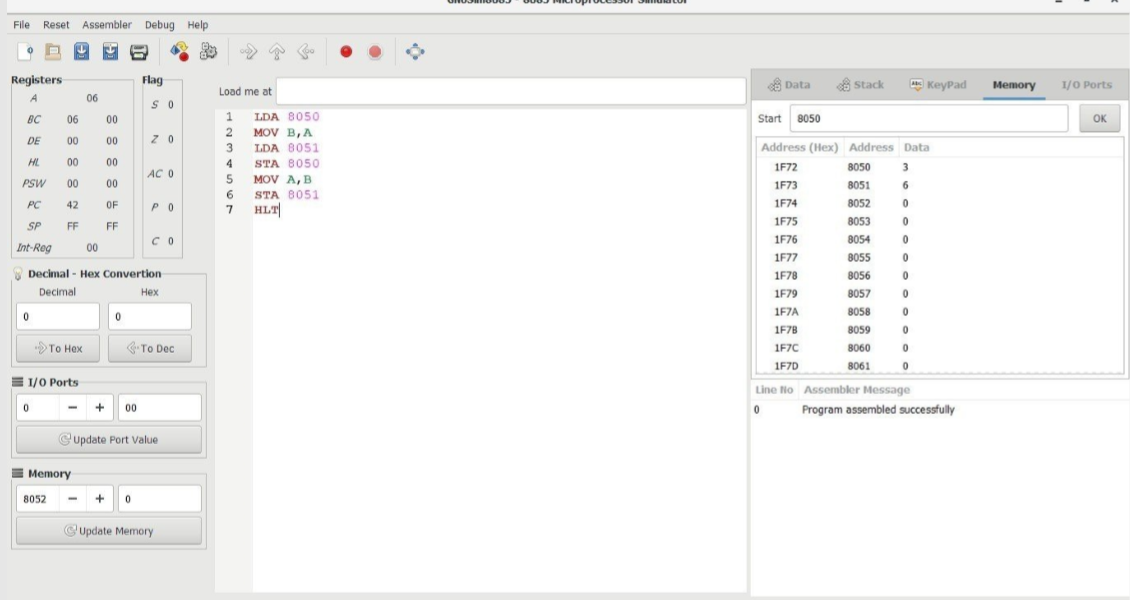 GNUSim8085 - 8085 Microprocessor Simulator
File Reset Assembler Debug Help
Registers
A 06
BC 06 00
DE 00 00
HL 00 00
PSW 00 00
PC 42 0F
SP FF FF
Int-Reg 00
Flag
S 0
Z 0
AC 0
P 0
C 0
Decimal - Hex Convertion
Decimal Hex
0 0
To Hex To Dec
I/O Ports
0 − + 00
Update Port Value
Memory
8052 − + 0
Update Memory
Load me at
1 LDA 8050
2 MOV B,A
3 LDA 8051
4 STA 8050
5 MOV A,B
6 STA 8051
7 HLT
Data Stack KeyPad Memory I/O Ports
Start 8050 OK
Address (Hex) Address Data
1F72 8050 3
1F73 8051 6
1F74 8052 0
1F75 8053 0
1F76 8054 0
1F77 8055 0
1F78 8056 0
1F79 8057 0
1F7A 8058 0
1F7B 8059 0
1F7C 8060 0
1F7D 8061 0
Line No Assembler Message
0 Program assembled successfully